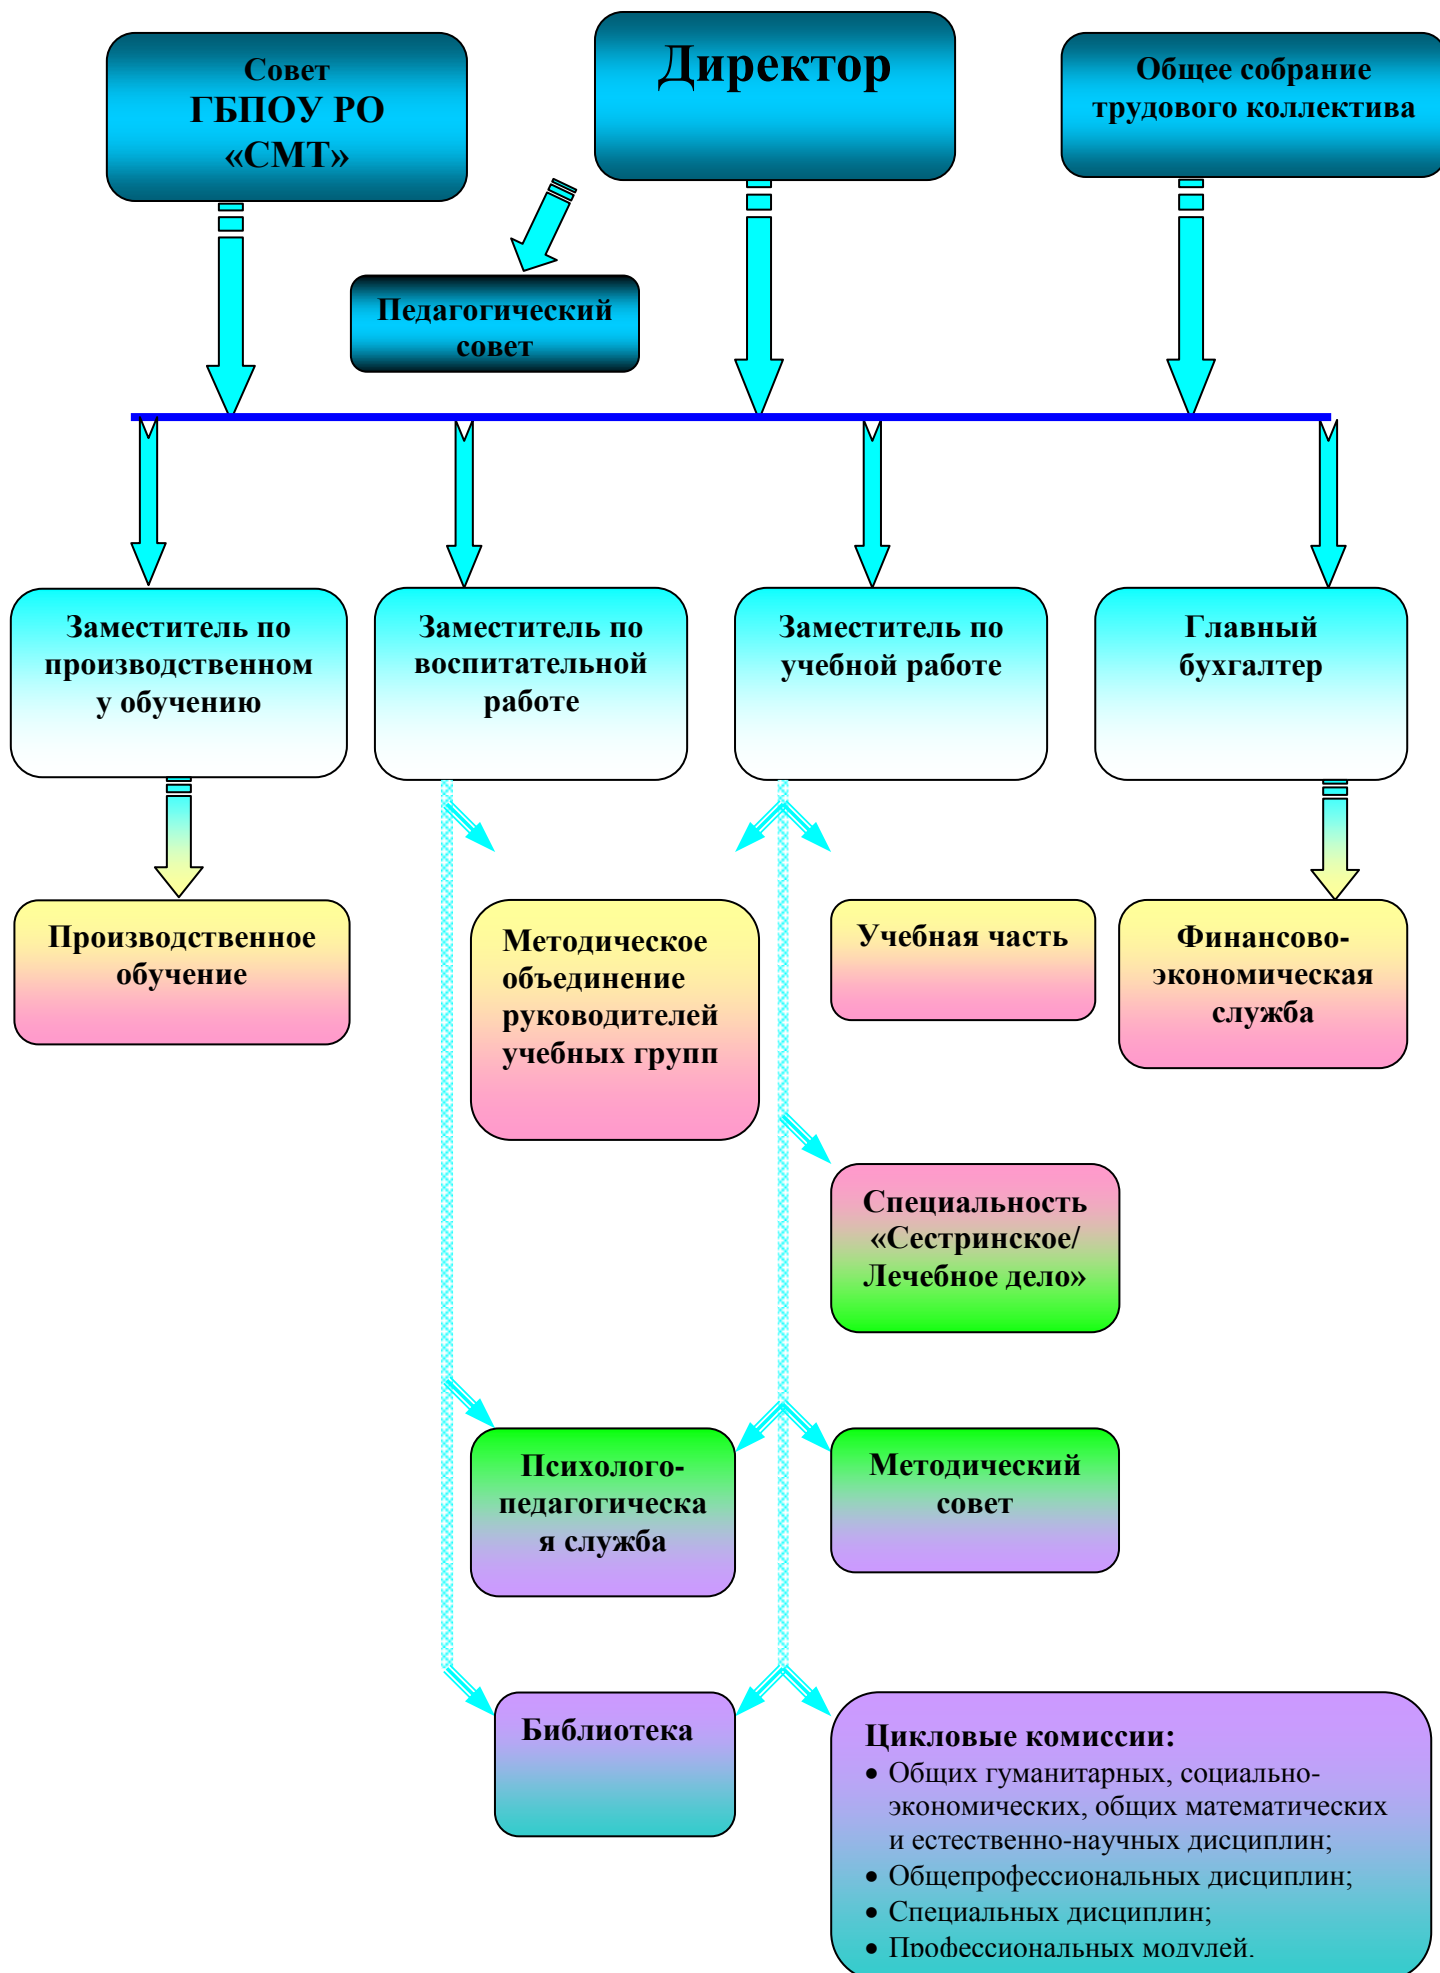 Совет
ГБПОУ РО
«СМТ»
Директор
Общее собрание
трудового коллектива
Педагогический
совет
Заместитель по
производственном
у обучению
Заместитель по
воспитательной
работе
Заместитель по
учебной работе
Главный
бухгалтер
Производственное
обучение
Методическое
объединение
руководителей
учебных групп
Учебная часть
Финансово-
экономическая
служба
Специальность
«Сестринское/
Лечебное дело»
Психолого-
педагогическа
я служба
Методический
совет
Библиотека
Цикловые комиссии:
• Общих гуманитарных, социально-
экономических, общих математических
и естественно-научных дисциплин;
• Общепрофессиональных дисциплин;
• Специальных дисциплин;
• Профессиональных модулей.